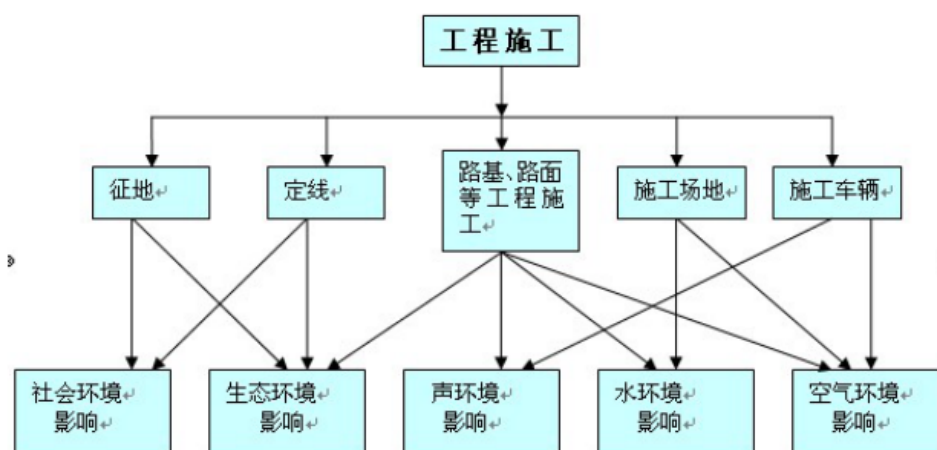 工程施工
征地
定线
路基、路面
等工程施
工
施工场地
施工车辆
社会环境
影响
生态环境
影响
声环境
影响
水环境
影响
空气环境
影响